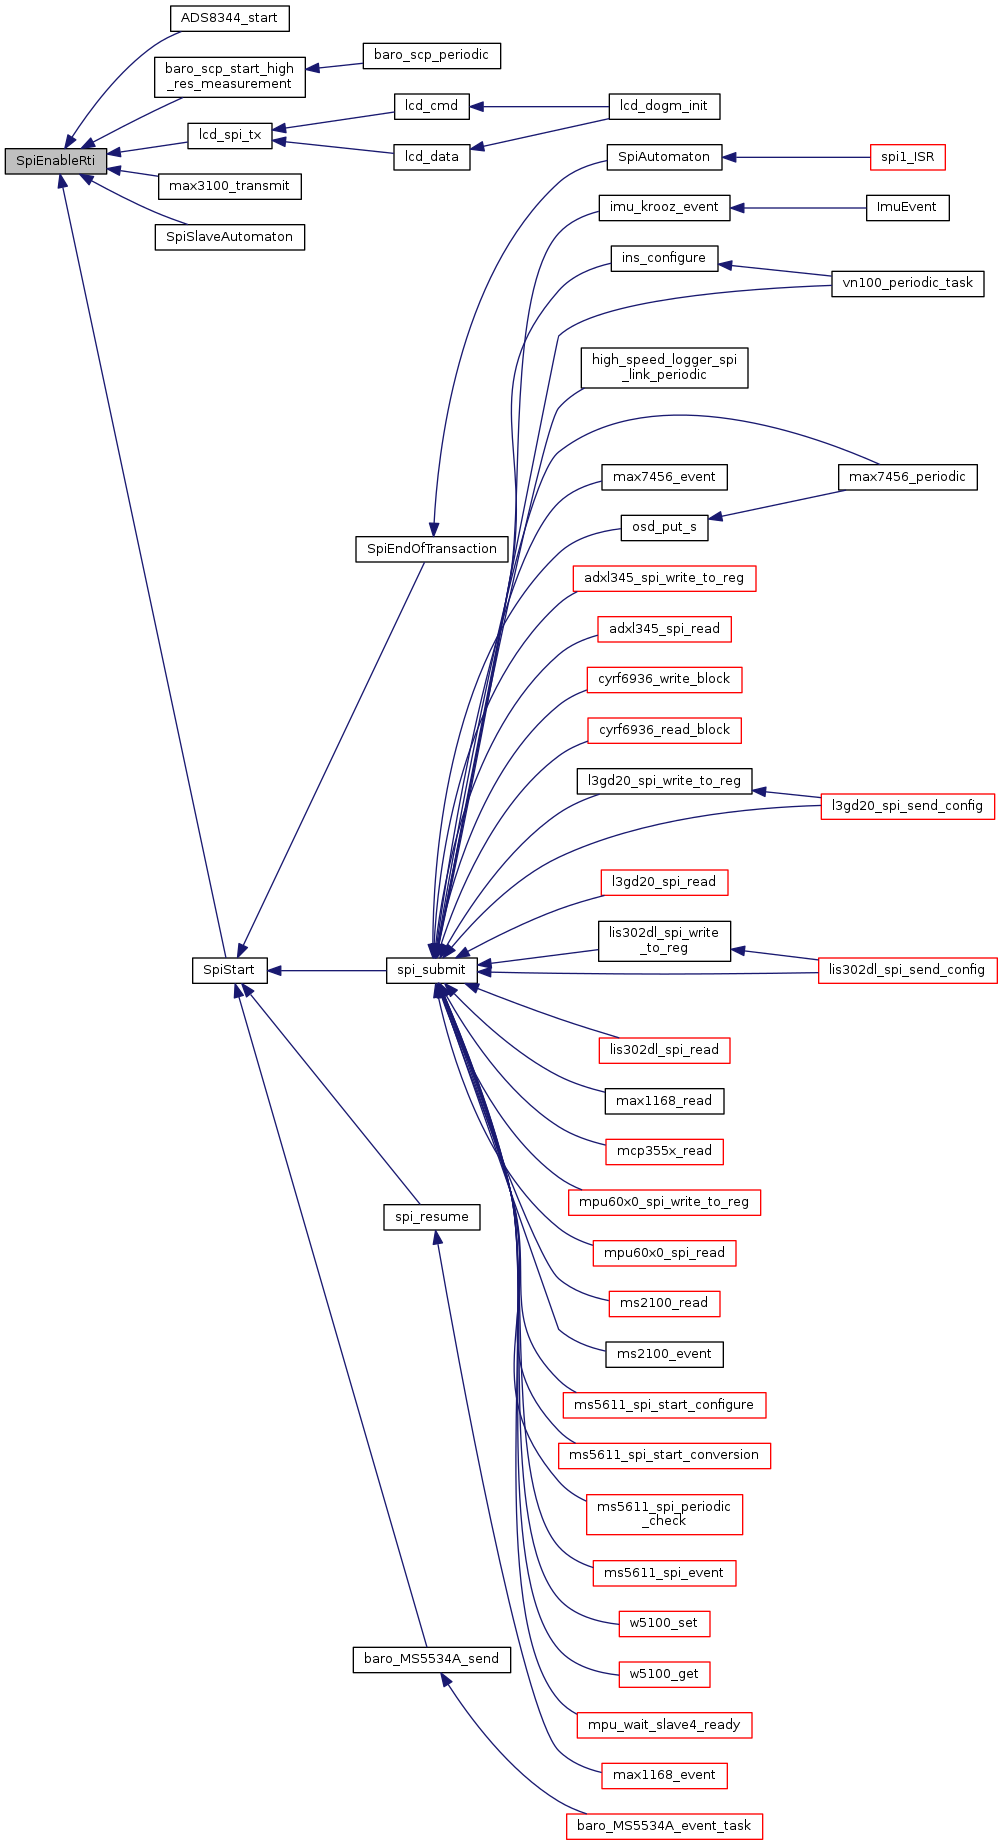 ADS8344_start
baro_scp_start_high
_res_measurement
baro_scp_periodic
lcd_cmd
lcd_dogm_init
lcd_spi_tx
lcd_data
SpiEnableRti
SpiAutomaton
spi1_ISR
max3100_transmit
imu_krooz_event
ImuEvent
SpiSlaveAutomaton
ins_configure
vn100_periodic_task
high_speed_logger_spi
_link_periodic
max7456_event
max7456_periodic
osd_put_s
SpiEndOfTransaction
adxl345_spi_write_to_reg
adxl345_spi_read
cyrf6936_write_block
cyrf6936_read_block
l3gd20_spi_write_to_reg
l3gd20_spi_send_config
l3gd20_spi_read
lis302dl_spi_write
_to_reg
SpiStart
spi_submit
lis302dl_spi_send_config
lis302dl_spi_read
max1168_read
mcp355x_read
mpu60x0_spi_write_to_reg
spi_resume
mpu60x0_spi_read
ms2100_read
ms2100_event
ms5611_spi_start_configure
ms5611_spi_start_conversion
ms5611_spi_periodic
_check
ms5611_spi_event
w5100_set
baro_MS5534A_send
w5100_get
mpu_wait_slave4_ready
max1168_event
baro_MS5534A_event_task